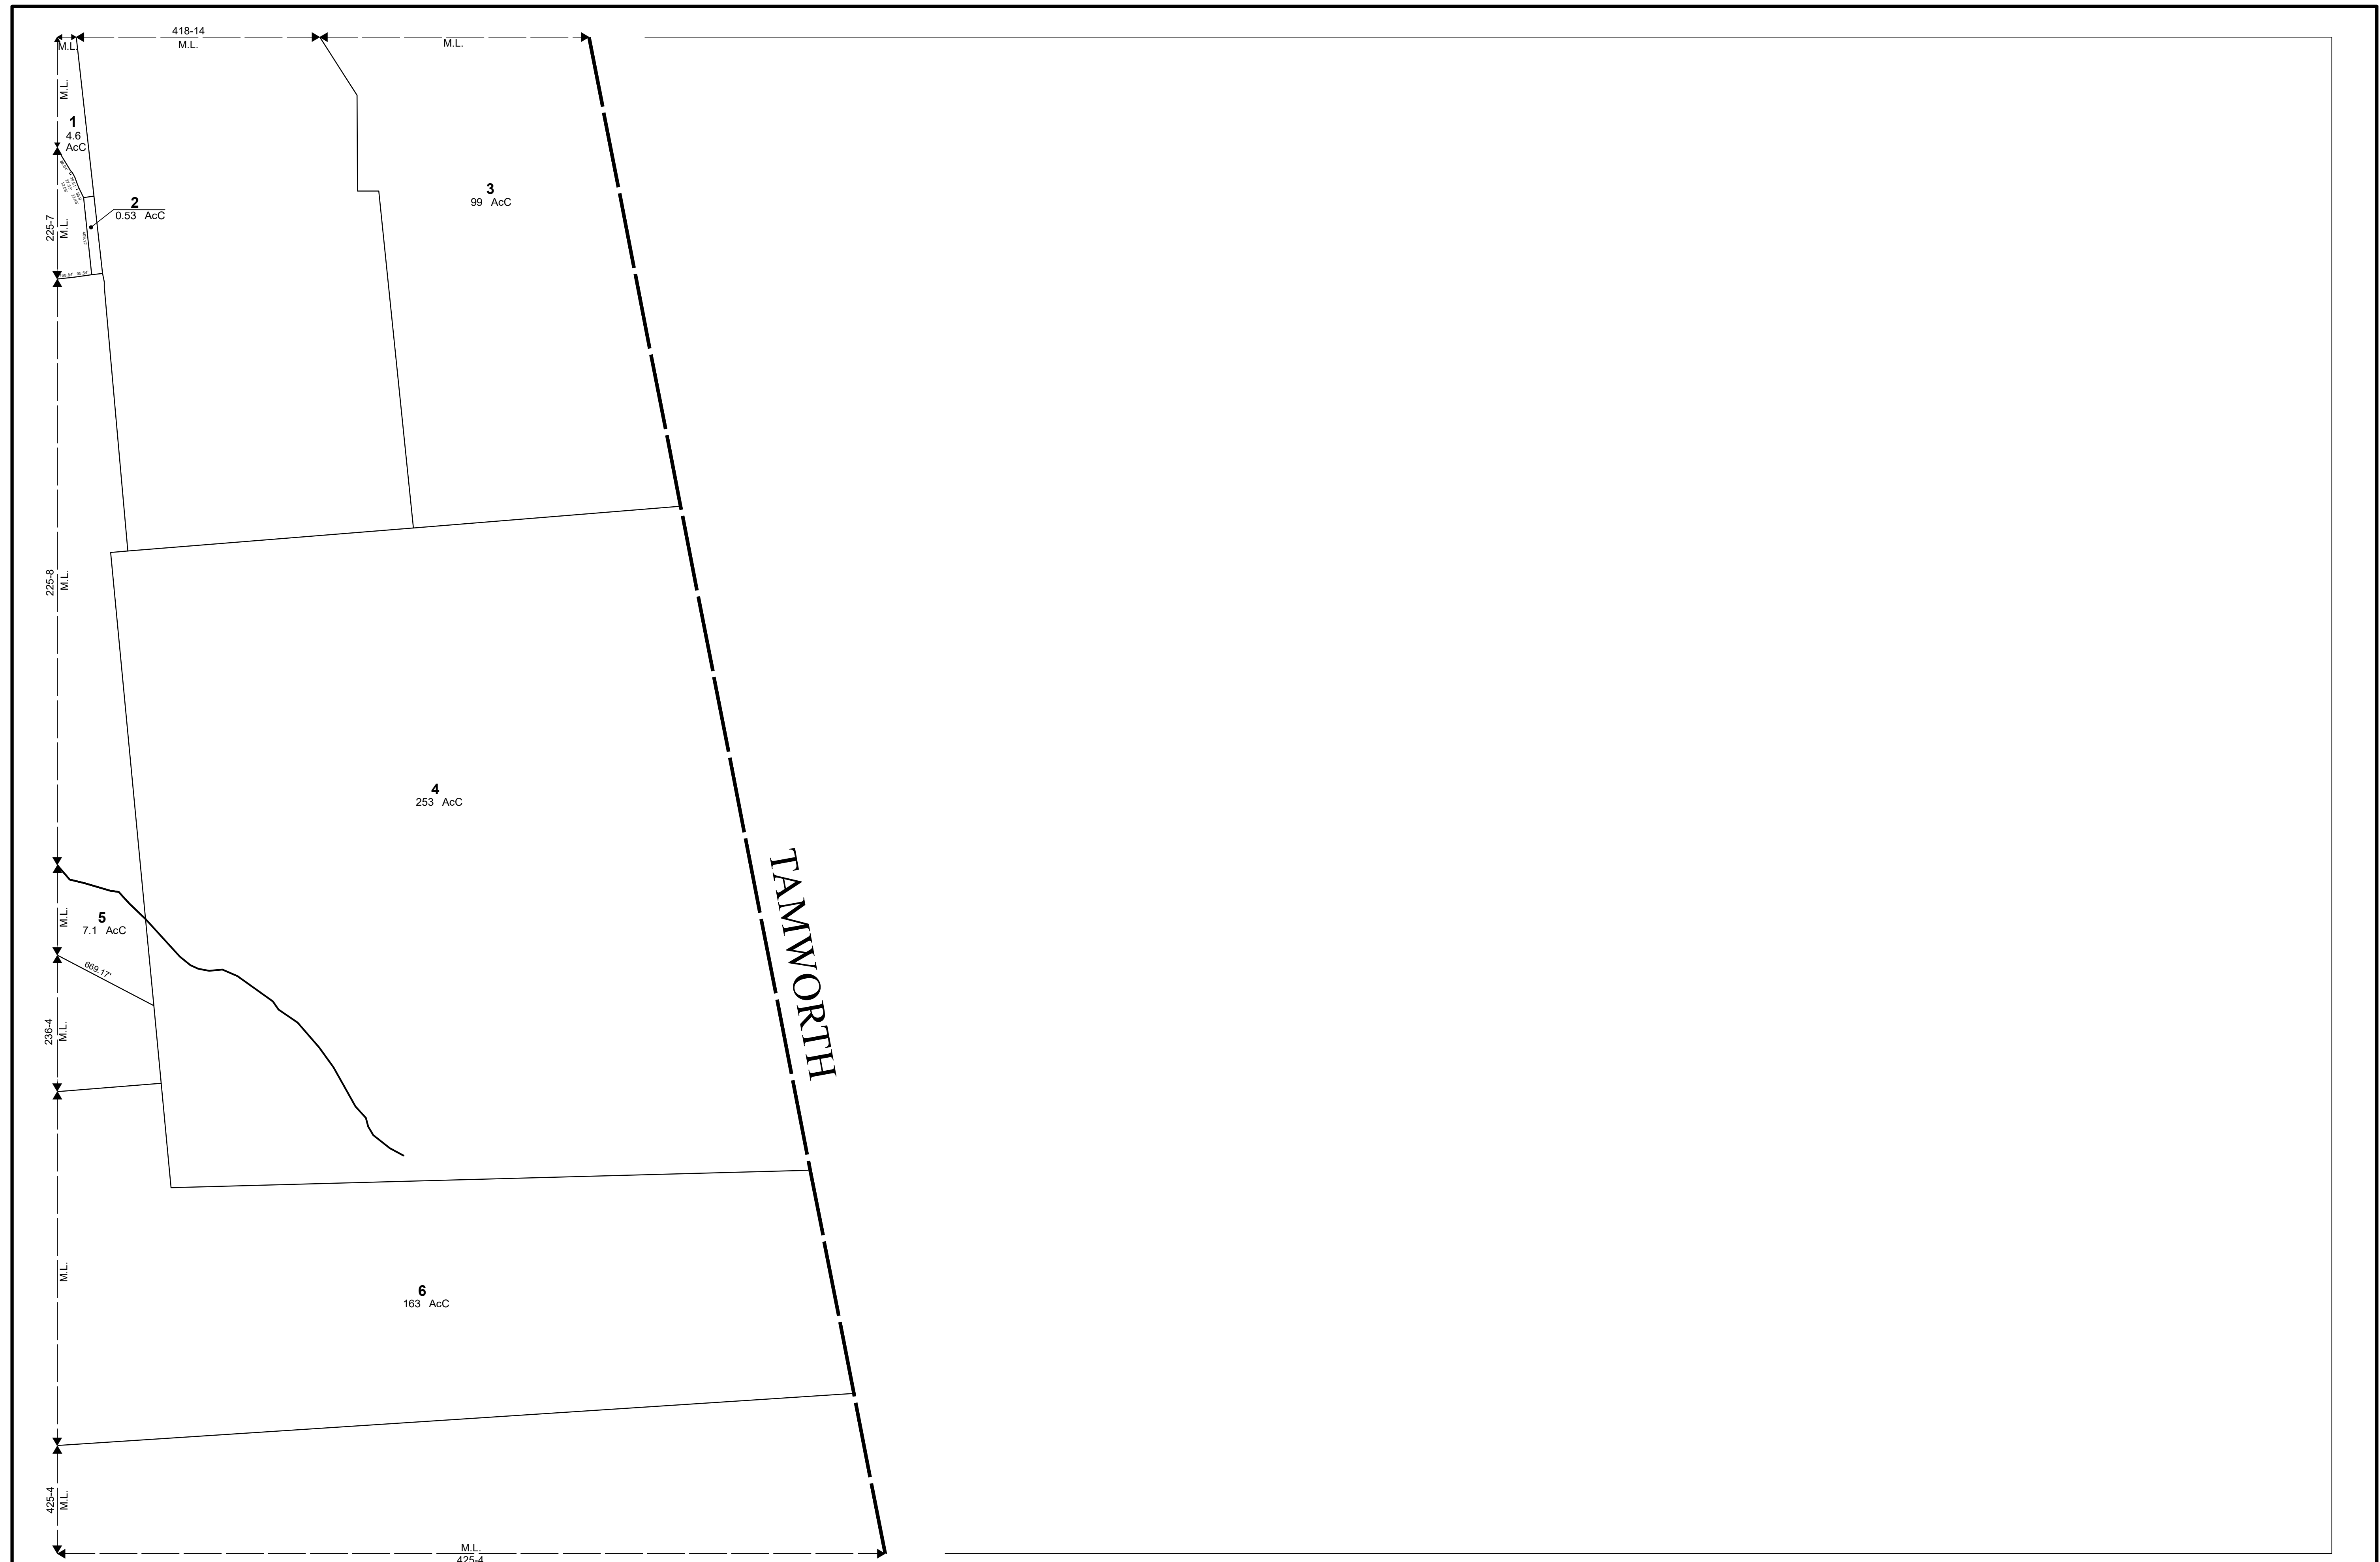 418-14
M.L.
M.L.
M.L.
M.L.
1
4.6
AcC
2
0.53 AcC
3
99 AcC
225-7
M.L.
225-8
M.L.
4
253 AcC
TAMWORTH
M.L.
5
7.1 AcC
669.17'
236-4
M.L.
M.L.
6
163 AcC
425-4
M.L.
M.L.
425-4